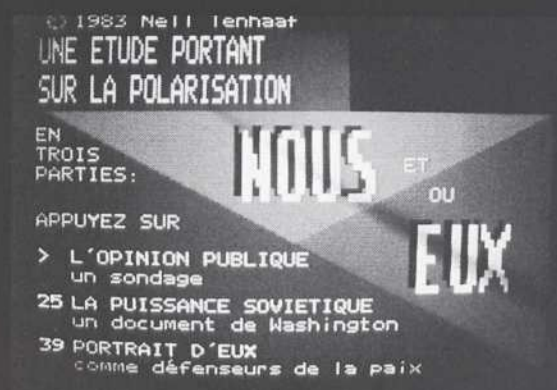 © 1983 Nell Tenhaaf
UNE ETUDE PORTANT
SUR LA POLARISATION
EN
TROIS
PARTIES:
NOUS
ET
OU
EUX
APPUYEZ SUR
> L'OPINION PUBLIQUE
un sondage
25 LA PUISSANCE SOVIETIQUE
un document de Washington
39 PORTRAIT D'EUX
comme défenseurs de la paix